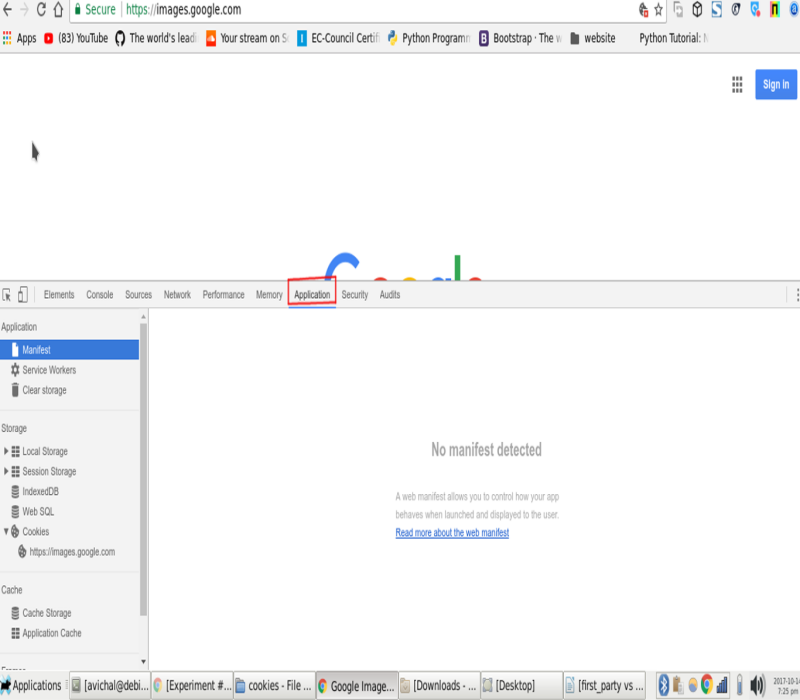 Secure https://images.google.com
Apps (83) YouTube The world's leadi Your stream on S EC-Council Certifi Python Programm Bootstrap · The w website Python Tutorial:
Sign In
Elements Console Sources Network Performance Memory Application Security Audits
Application
Manifest
Service Workers
Clear storage
Storage
Local Storage
Session Storage
IndexedDB
Web SQL
Cookies
https://images.google.com
Cache
Cache Storage
Application Cache
No manifest detected
A web manifest allows you to control how your app
behaves when launched and displayed to the user.
Read more about the web manifest
Applications [avichal@debi... [Experiment #... cookies - File ... Google Imag... [Downloads - ... [Desktop] [first_party vs ...
7:25 pm